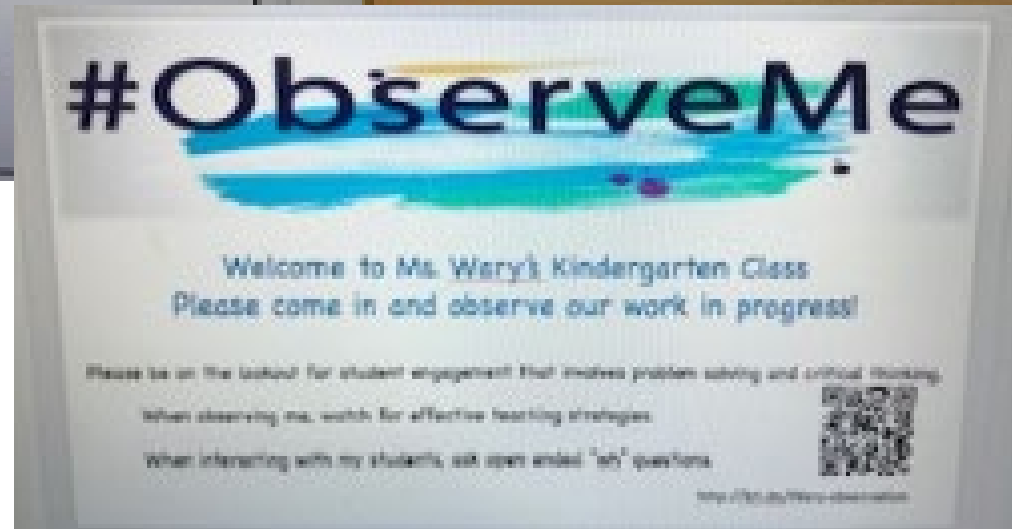 #ObserveMe
Welcome to Ms. Wary's Kindergarten Class
Please come in and observe our work in progress!
Please be on the lookout for student engagement that involves problem solving and critical thinking.
When observing me, watch for effective teaching strategies.
When interacting with my students, ask open ended "wh" questions.